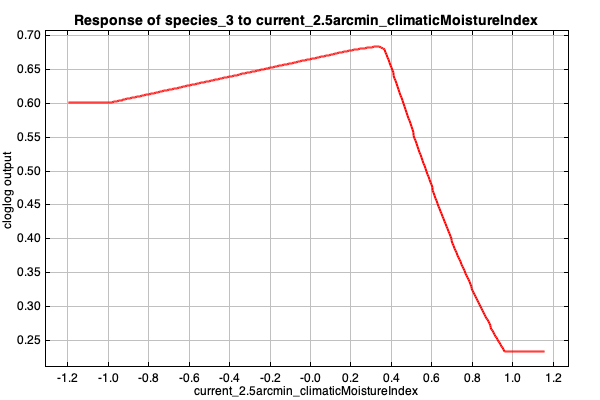 Response of species_3 to current_2.5arcmin_climaticMoistureIndex
0.70
0.65
0.60
0.55
0.50
0.45
0.40
0.35
0.30
0.25
cloglog output
-1.2 -1.0 -0.8 -0.6 -0.4 -0.2 -0.0 0.2 0.4 0.6 0.8 1.0 1.2
current_2.5arcmin_climaticMoistureIndex